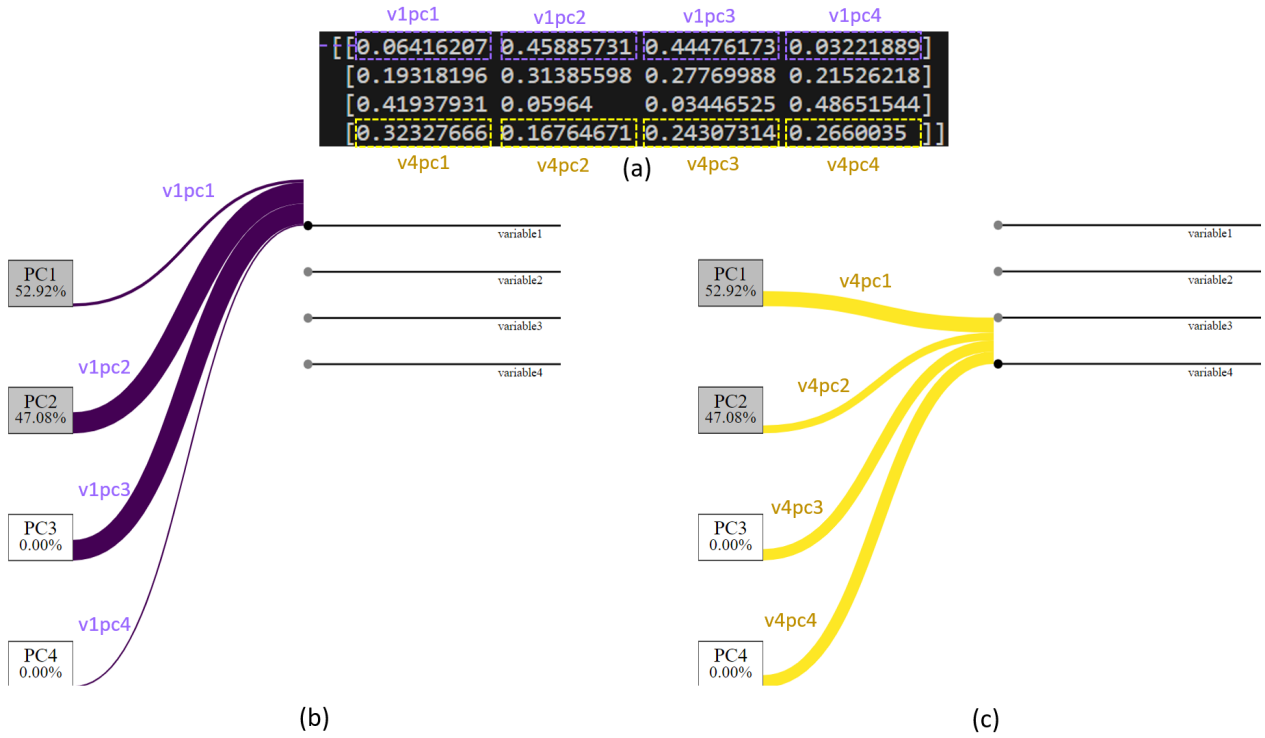 v1pc1 v1pc2 v1pc3 v1pc4
[[0.06416207 0.45885731 0.44476173 0.03221889]
[0.19318196 0.31385598 0.27769988 0.21526218]
[0.41937931 0.05964 0.03446525 0.48651544]
[0.32327666 0.16764671 0.24307314 0.2660035 ]]
v4pc1 v4pc2 v4pc3 v4pc4
(a)
v1pc1
PC1
52.92%
v1pc2
PC2
47.08%
v1pc3
PC3
0.00%
v1pc4
PC4
0.00%
variable1
variable2
variable3
variable4
(b)
PC1
52.92%
v4pc1
PC2
47.08%
v4pc2
PC3
0.00%
v4pc3
PC4
0.00%
v4pc4
variable1
variable2
variable3
variable4
(c)